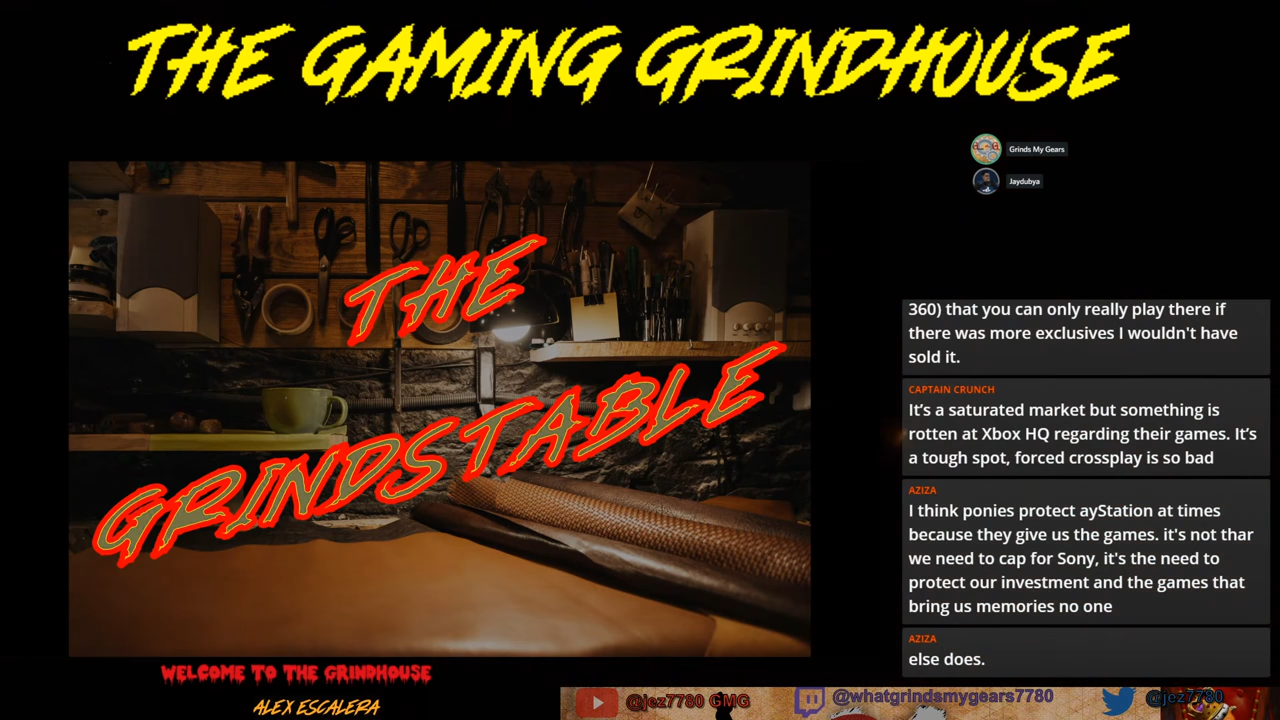 THE GAMING GRINDHOUSE
Grinds My Gears
Jaydubya
THE
GRINDSTABLE
360) that you can only really play there if
there was more exclusives I wouldn't have
sold it.
CAPTAIN CRUNCH
It’s a saturated market but something is
rotten at Xbox HQ regarding their games. It’s
a tough spot, forced crossplay is so bad
AZIZA
I think ponies protect ayStation at times
because they give us the games. it's not thar
we need to cap for Sony, it's the need to
protect our investment and the games that
bring us memories no one
AZIZA
else does.
WELCOME TO THE GRINDHOUSE
ALEX ESCALERA
@jez7780 GMG
@whatgrindsmygears7780
@jez7780